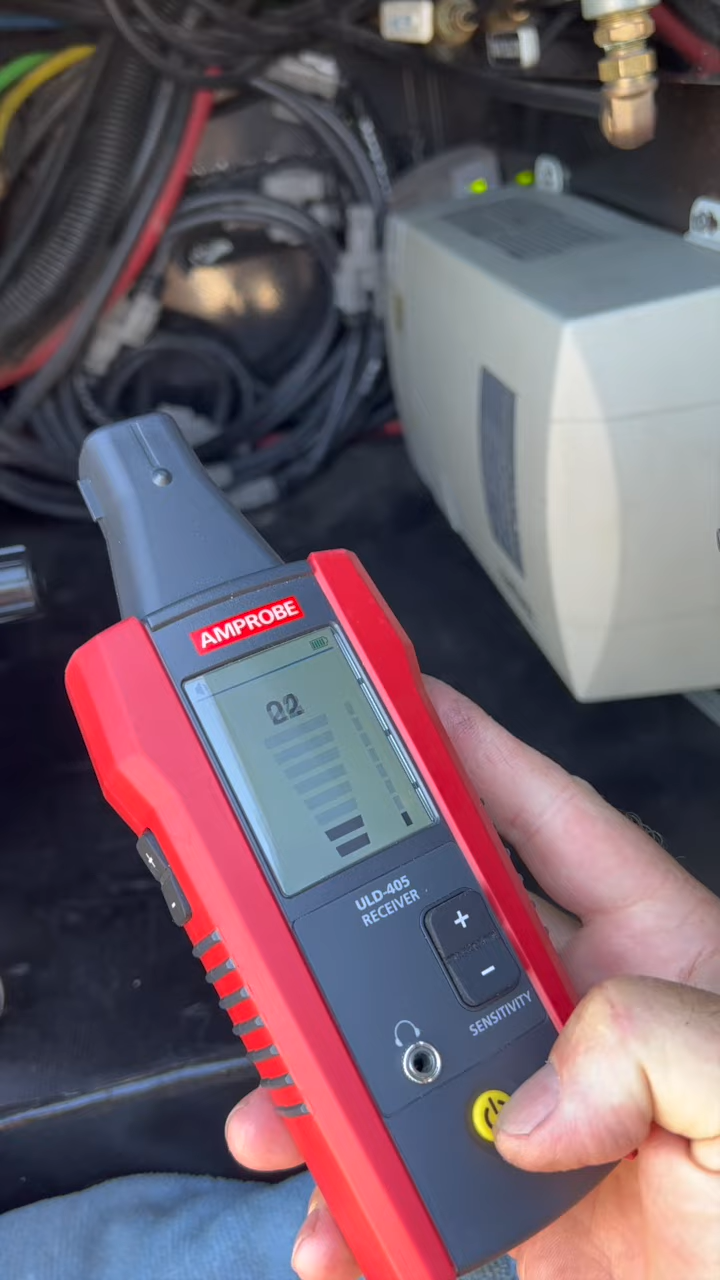 AMPROBE
22
ULD-405
RECEIVER
+
-
+
-
SENSITIVITY